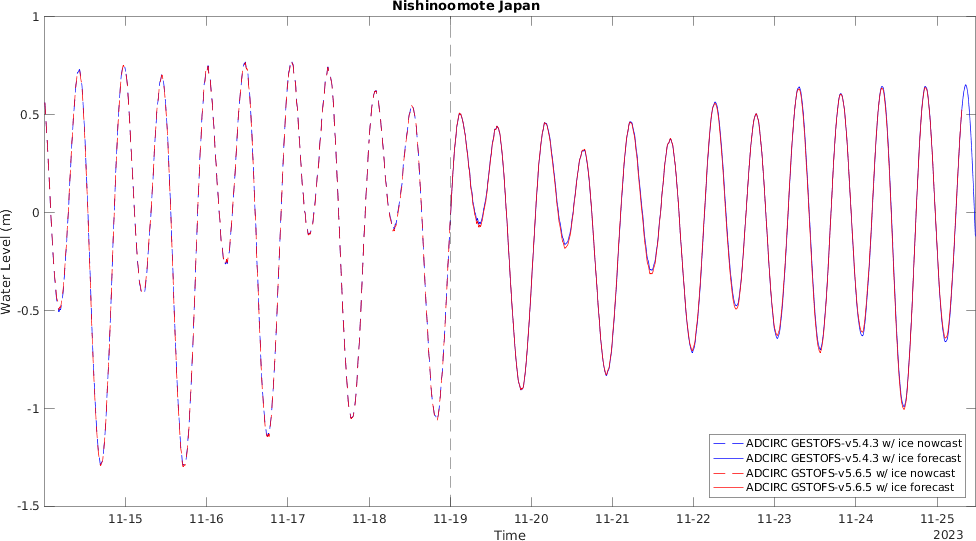 Nishinoomote Japan
1
0.5
0
-0.5
-1
-1.5
Water Level (m)
11-15 11-16 11-17 11-18 11-19 11-20 11-21 11-22 11-23 11-24 11-25
2023
Time
ADCIRC GESTOFS-v5.4.3 w/ ice nowcast
ADCIRC GESTOFS-v5.4.3 w/ ice forecast
ADCIRC GSTOFS-v5.6.5 w/ ice nowcast
ADCIRC GSTOFS-v5.6.5 w/ ice forecast